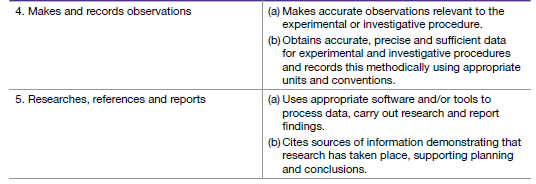 4. Makes and records observations
(a) Makes accurate observations relevant to the
experimental or investigative procedure.
(b) Obtains accurate, precise and sufficient data
for experimental and investigative procedures
and records this methodically using appropriate
units and conventions.
5. Researches, references and reports
(a) Uses appropriate software and/or tools to
process data, carry out research and report
findings.
(b) Cites sources of information demonstrating that
research has taken place, supporting planning
and conclusions.